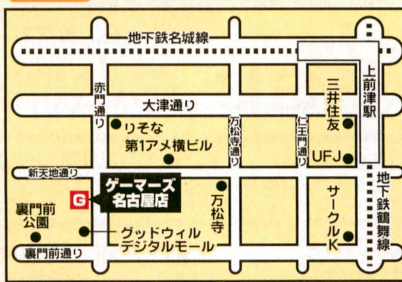 地下鉄名城線
赤門通り
上前津駅
三井住友
大津通り
万松寺通り
仁王門通り
りそな
第1アメ横ビル
UFJ
新天地通り
G
ゲーマーズ
名古屋店
万松寺
サークルK
地下鉄鶴舞線
裏門前
公園
グッドウィル
デジタルモール
裏門前通り